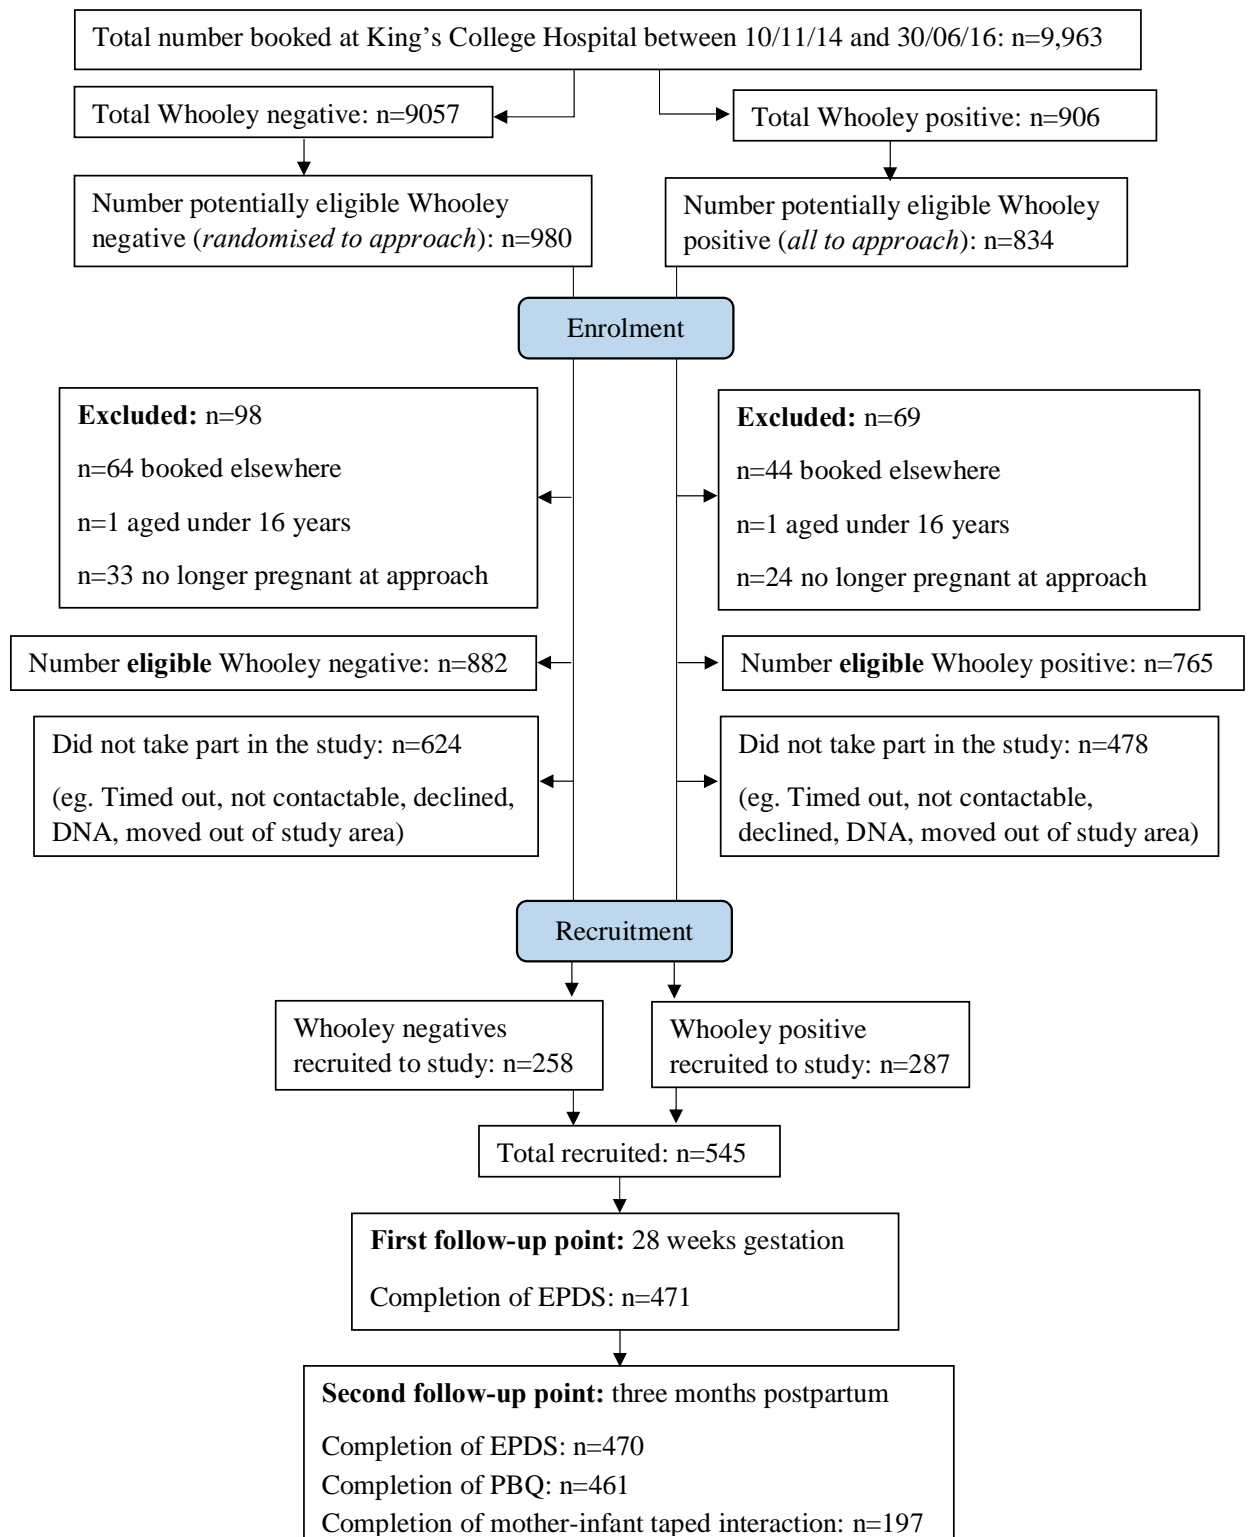 Total number booked at King’s College Hospital between 10/11/14 and 30/06/16: n=9,963
Total Whooley negative: n=9057
Total Whooley positive: n=906
Number potentially eligible Whooley
negative (randomised to approach): n=980
Number potentially eligible Whooley
positive (all to approach): n=834
Enrolment
Excluded: n=98
n=64 booked elsewhere
n=1 aged under 16 years
n=33 no longer pregnant at approach
Excluded: n=69
n=44 booked elsewhere
n=1 aged under 16 years
n=24 no longer pregnant at approach
Number eligible Whooley negative: n=882
Number eligible Whooley positive: n=765
Did not take part in the study: n=624
(eg. Timed out, not contactable, declined,
DNA, moved out of study area)
Did not take part in the study: n=478
(eg. Timed out, not contactable,
declined, DNA, moved out of study area)
Recruitment
Whooley negatives
recruited to study: n=258
Whooley positive
recruited to study: n=287
Total recruited: n=545
First follow-up point: 28 weeks gestation
Completion of EPDS: n=471
Second follow-up point: three months postpartum
Completion of EPDS: n=470
Completion of PBQ: n=461
Completion of mother-infant taped interaction: n=197